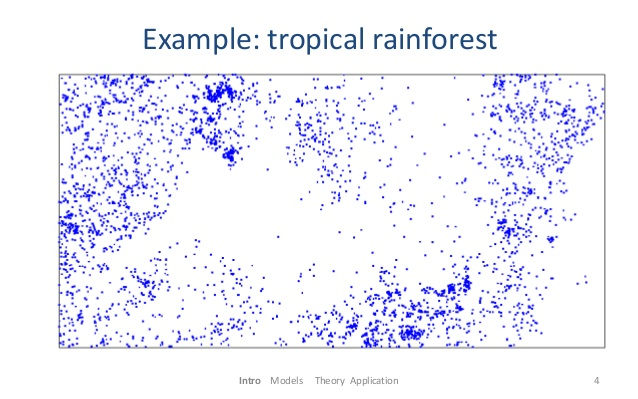 Example: tropical rainforest
Intro Models Theory Application 4